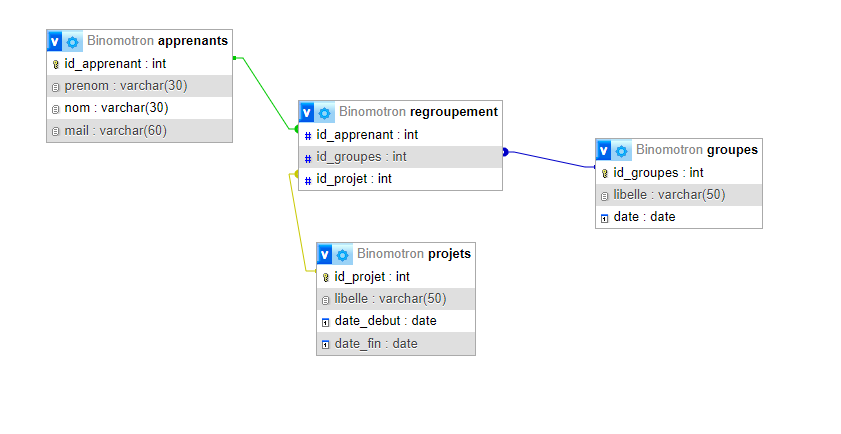 v Binomotron apprenants
id_apprenant : int
prenom : varchar(30)
nom : varchar(30)
mail : varchar(60)
v Binomotron regroupement
# id_apprenant : int
# id_groupes : int
# id_projet : int
v Binomotron groupes
id_groupes : int
libelle : varchar(50)
date : date
v Binomotron projets
id_projet : int
libelle : varchar(50)
date_debut : date
date_fin : date